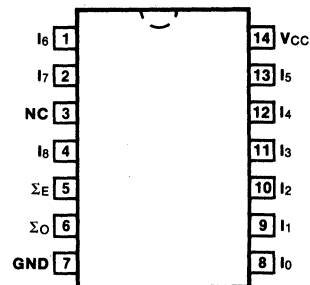 I6 1 14 VCC
I7 2 13 I5
NC 3 12 I4
I8 4 11 I3
ΣE 5 10 I2
ΣO 6 9 I1
GND 7 8 I0